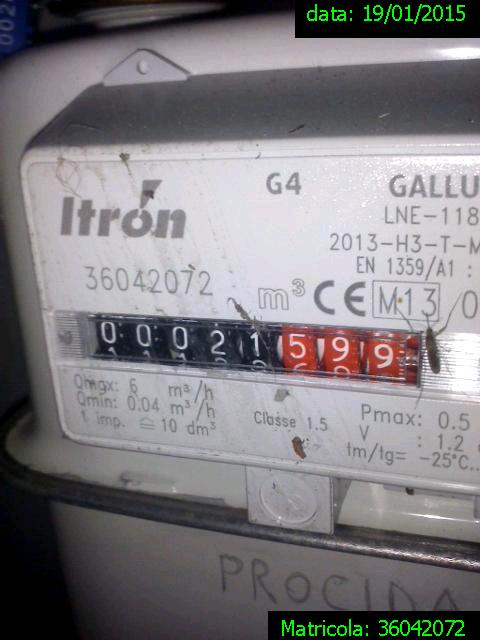 data: 19/01/2015
G4
GALLU
Itrón
LNE-118
2013-H3-T-M
EN 1359/A1 :
36042072
m³ CE M13 0
00021599
Qmax: 6 m³/h
Qmin: 0.04 m³/h
1 imp. ≅ 10 dm³
Classe 1.5
Pmax: 0.5
V : 1.2
tm/tg= -25°C..
PROCIDA
Matricola: 36042072